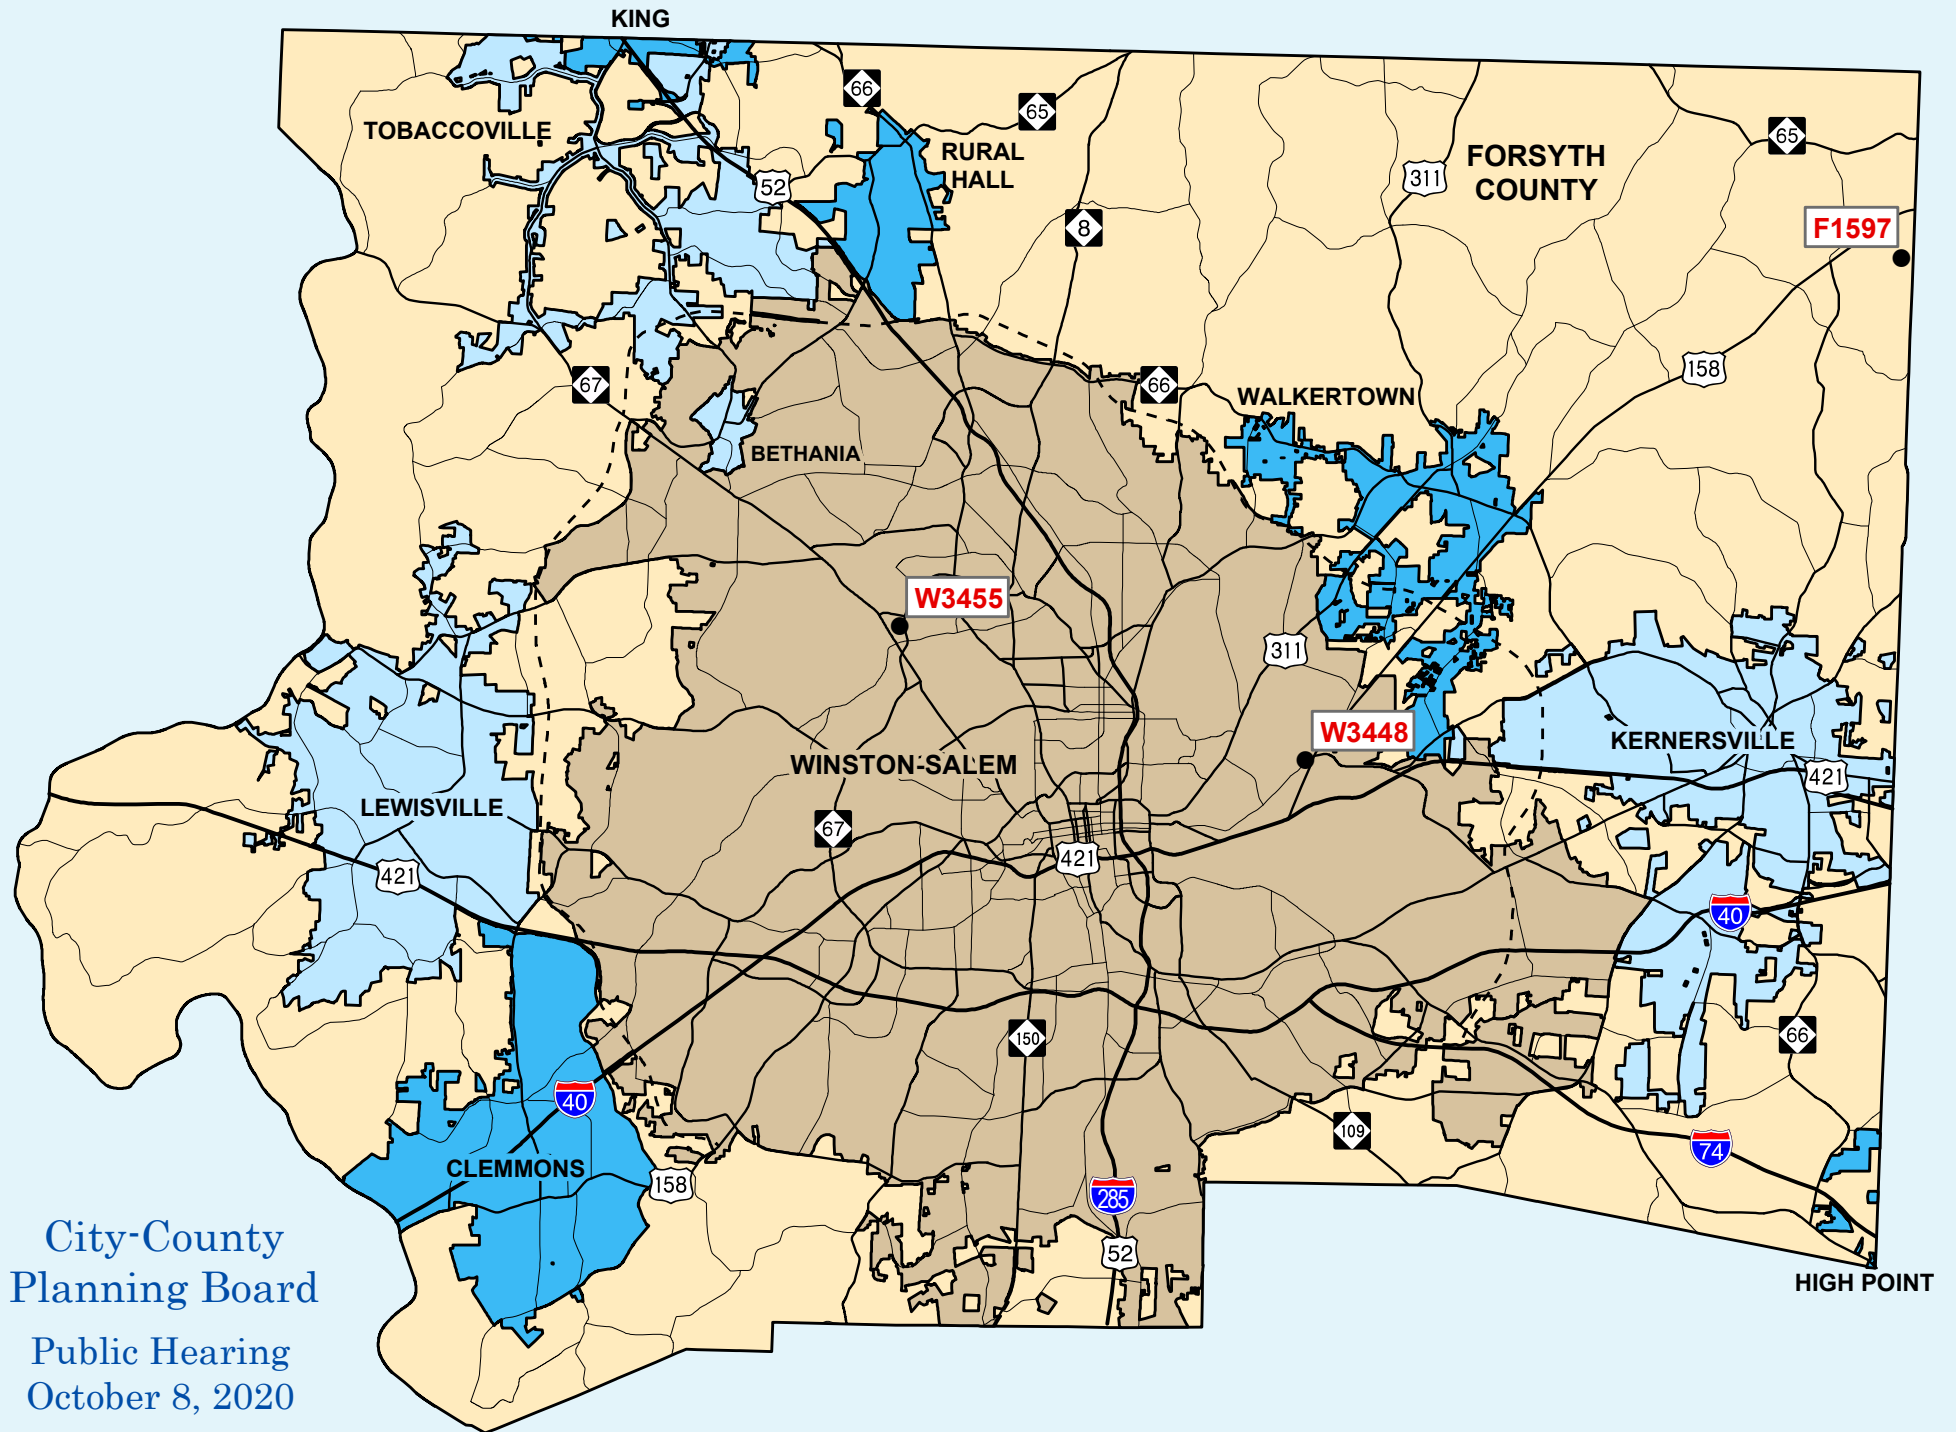 KING
66
65
TOBACCOVILLE
RURAL
HALL
52
311
FORSYTH
COUNTY
65
8
F1597
67
66
158
WALKERTOWN
BETHANIA
W3455
311
W3448
KERNERSVILLE
WINSTON-SALEM
421
LEWISVILLE
67
421
421
40
150
66
40
109
74
CLEMMONS
158
285
52
HIGH POINT
City-County
Planning Board
Public Hearing
October 8, 2020